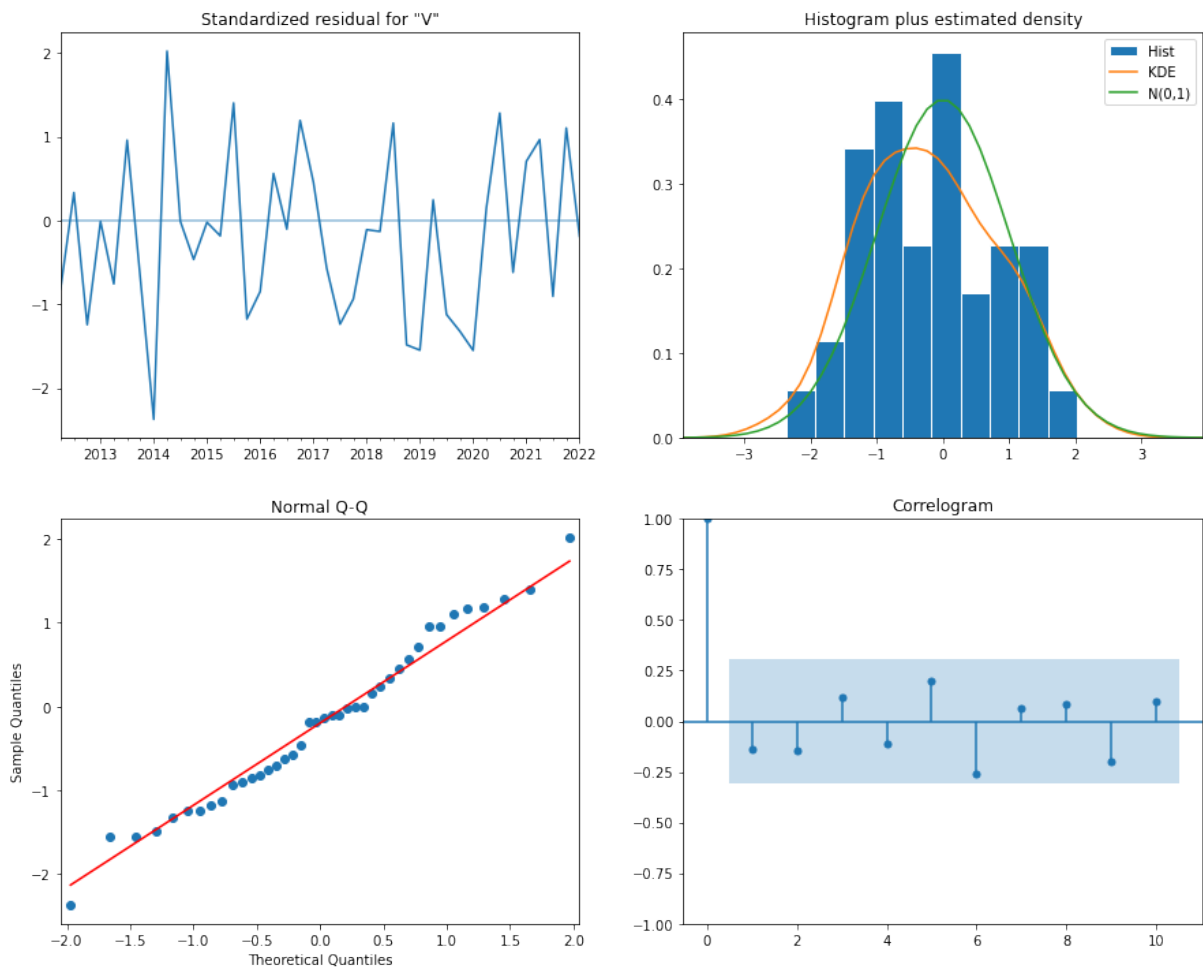 Standardized residual for "V"
2
1
0
−1
−2
2013 2014 2015 2016 2017 2018 2019 2020 2021 2022
Histogram plus estimated density
Hist
KDE
N(0,1)
0.4
0.3
0.2
0.1
0.0
−3 −2 −1 0 1 2 3
Normal Q-Q
Sample Quantiles
2
1
0
−1
−2
−2.0 −1.5 −1.0 −0.5 0.0 0.5 1.0 1.5 2.0
Theoretical Quantiles
Correlogram
1.00
0.75
0.50
0.25
0.00
−0.25
−0.50
−0.75
−1.00
0 2 4 6 8 10